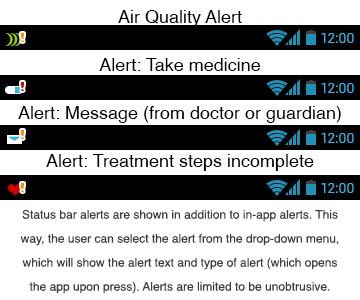 Air Quality Alert
12:00
Alert: Take medicine
12:00
Alert: Message (from doctor or guardian)
12:00
Alert: Treatment steps incomplete
12:00
Status bar alerts are shown in addition to in-app alerts. This
way, the user can select the alert from the drop-down menu,
which will show the alert text and type of alert (which opens
the app upon press). Alerts are limited to be unobtrusive.